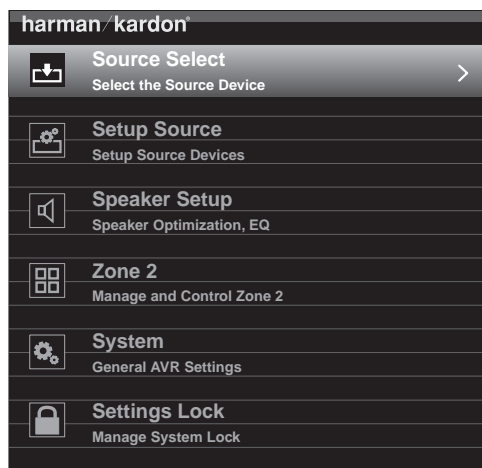 harman/kardon®
Source Select
Select the Source Device
Setup Source
Setup Source Devices
Speaker Setup
Speaker Optimization, EQ
Zone 2
Manage and Control Zone 2
System
General AVR Settings
Settings Lock
Manage System Lock